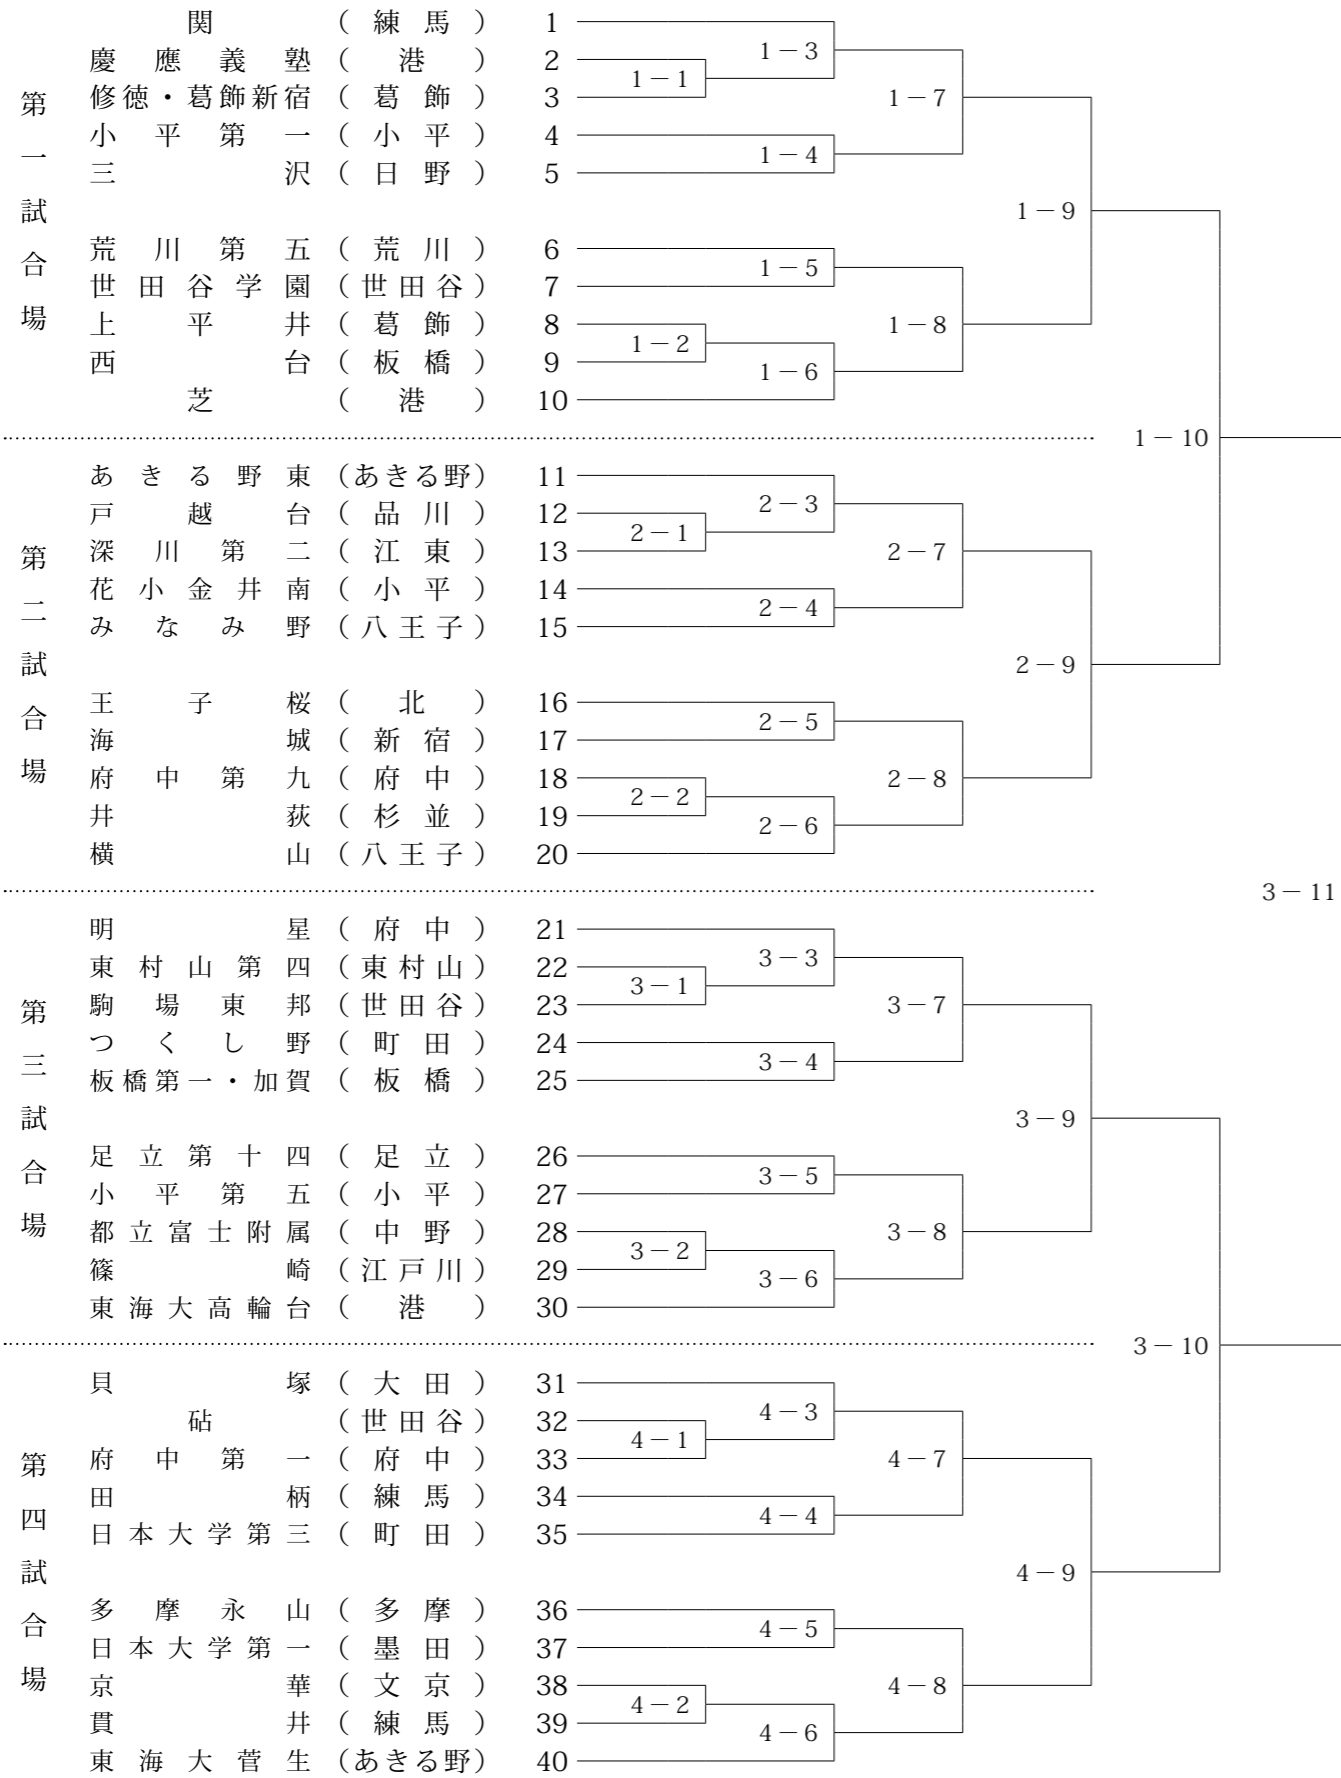 第一試合場
関 （練馬） 1
慶應義塾 （港） 2
修徳・葛飾新宿 （葛飾） 3
小平第一 （小平） 4
三沢 （日野） 5
荒川第五 （荒川） 6
世田谷学園 （世田谷） 7
上平井 （葛飾） 8
西台 （板橋） 9
芝 （港） 10
1－1
1－2
1－3
1－4
1－5
1－6
1－7
1－8
1－9
1－10
第二試合場
あきる野東 （あきる野） 11
戸越台 （品川） 12
深川第二 （江東） 13
花小金井南 （小平） 14
みなみ野 （八王子） 15
王子桜 （北） 16
海城 （新宿） 17
府中第九 （府中） 18
井荻 （杉並） 19
横山 （八王子） 20
2－1
2－2
2－3
2－4
2－5
2－6
2－7
2－8
2－9
3－11
第三試合場
明星 （府中） 21
東村山第四 （東村山） 22
駒場東邦 （世田谷） 23
つくし野 （町田） 24
板橋第一・加賀 （板橋） 25
足立第十四 （足立） 26
小平第五 （小平） 27
都立富士附属 （中野） 28
篠崎 （江戸川） 29
東海大高輪台 （港） 30
3－1
3－2
3－3
3－4
3－5
3－6
3－7
3－8
3－9
3－10
第四試合場
貝塚 （大田） 31
砧 （世田谷） 32
府中第一 （府中） 33
田柄 （練馬） 34
日本大学第三 （町田） 35
多摩永山 （多摩） 36
日本大学第一 （墨田） 37
京華 （文京） 38
貫井 （練馬） 39
東海大菅生 （あきる野） 40
4－1
4－2
4－3
4－4
4－5
4－6
4－7
4－8
4－9